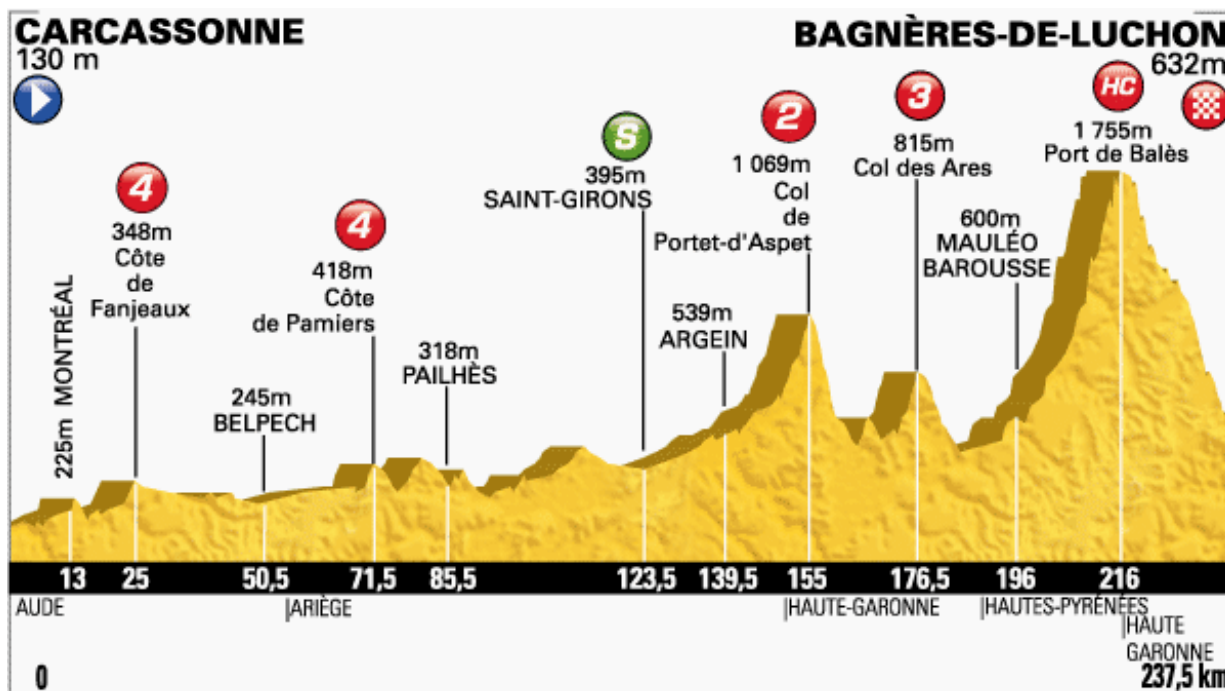 CARCASSONNE
130 m
BAGNÈRES-DE-LUCHON
632m
225m MONTRÉAL
4
348m
Côte
de
Fanjeaux
245m
BELPECH
4
418m
Côte
de Pamiers
318m
PAILHÈS
S
395m
SAINT-GIRONS
539m
ARGEIN
2
1 069m
Col
de
Portet-d'Aspet
3
815m
Col des Ares
600m
MAULÉO
BAROUSSE
HC
1 755m
Port de Balès
13 25 50,5 71,5 85,5 123,5 139,5 155 176,5 196 216
AUDE ARIÈGE HAUTE-GARONNE HAUTES-PYRÉNÉES
HAUTE
GARONNE
0 237,5 km